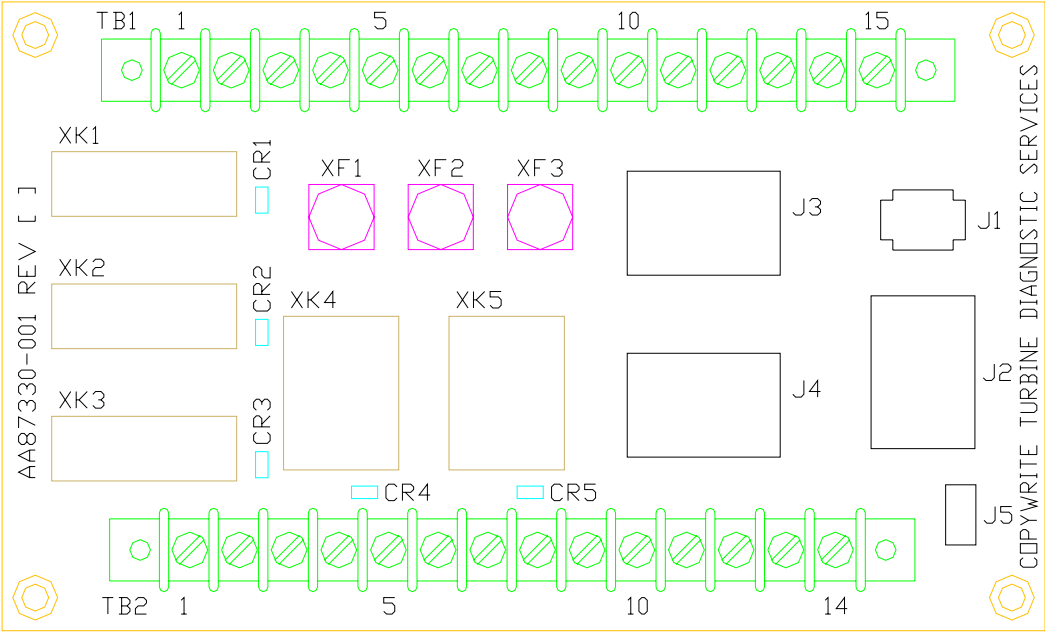 TB1 1 5 10 15
XK1
CR1
XF1 XF2 XF3
J3
J1
XK2
CR2
XK4 XK5
J2
J4
XK3
CR3
CR4 CR5
J5
TB2 1 5 10 14
AA87330-001 REV [ ]
COPYWRITE TURBINE DIAGNOSTIC SERVICES